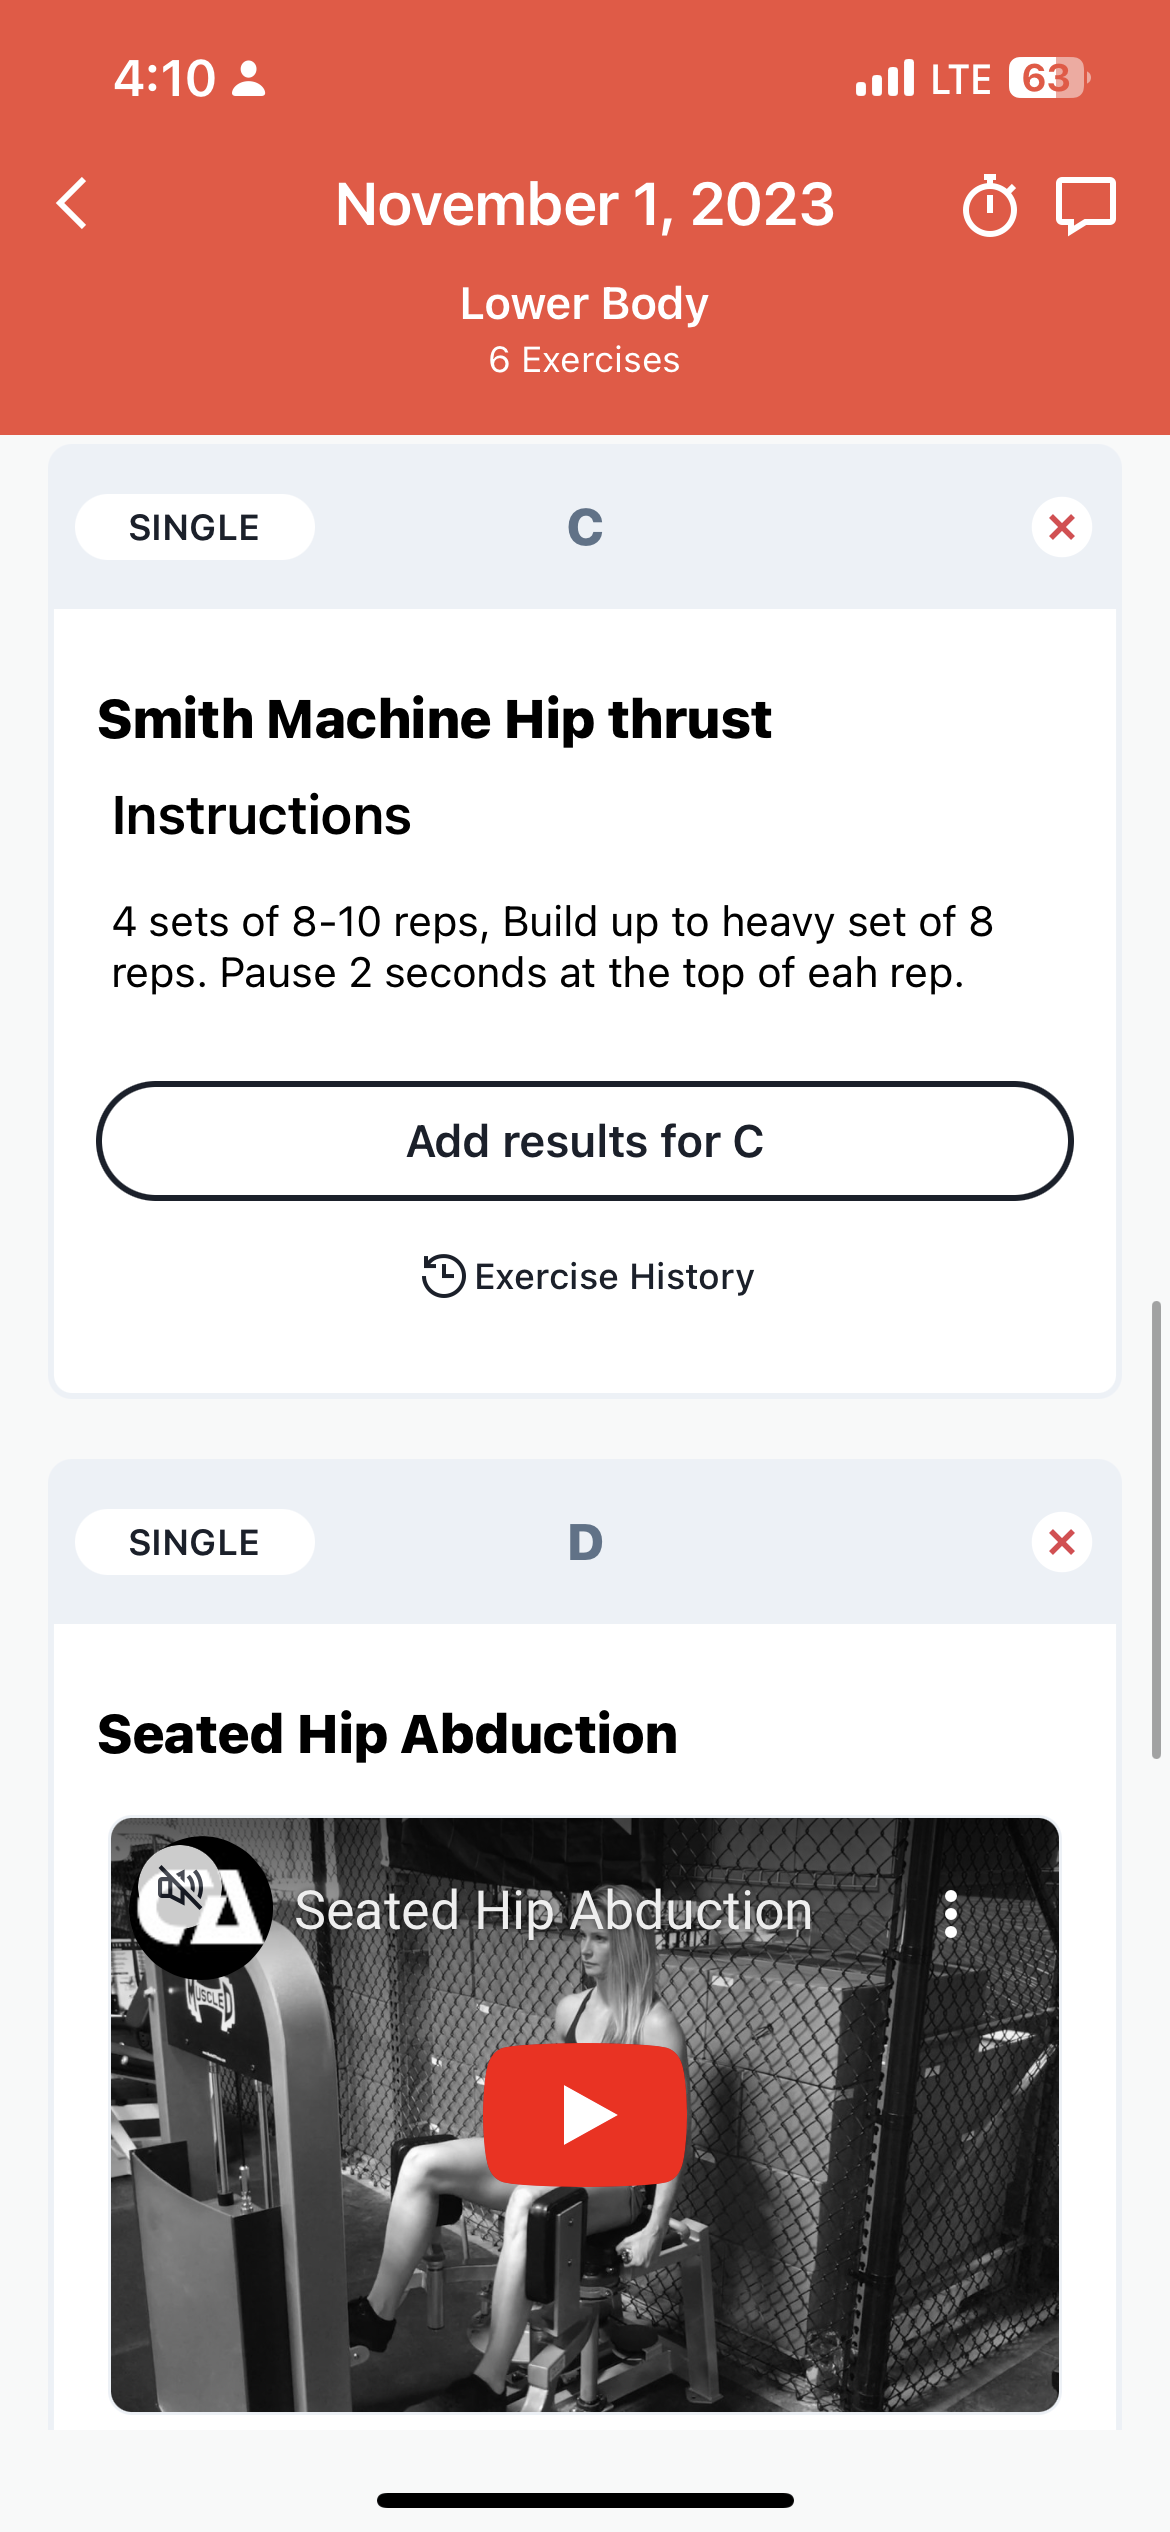 4:10 LTE 63
November 1, 2023
Lower Body
6 Exercises
SINGLE C
Smith Machine Hip thrust
Instructions
4 sets of 8-10 reps, Build up to heavy set of 8
reps. Pause 2 seconds at the top of eah rep.
Add results for C
Exercise History
SINGLE D
Seated Hip Abduction
CA Seated Hip Abduction
MUSCLED